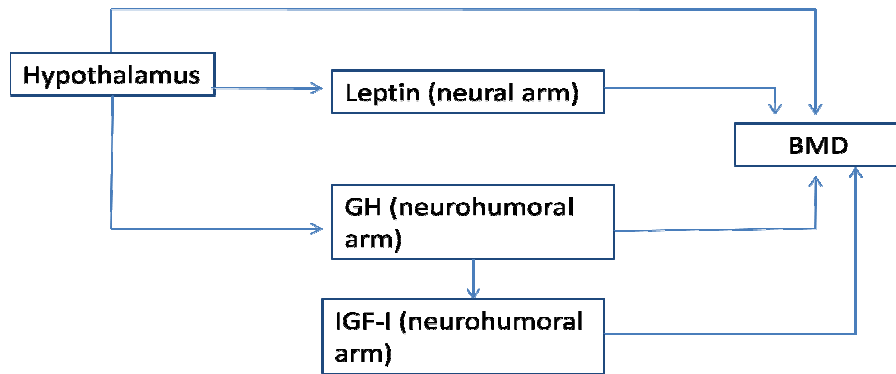 Hypothalamus
Leptin (neural arm)
BMD
GH (neurohumoral
arm)
IGF-I (neurohumoral
arm)